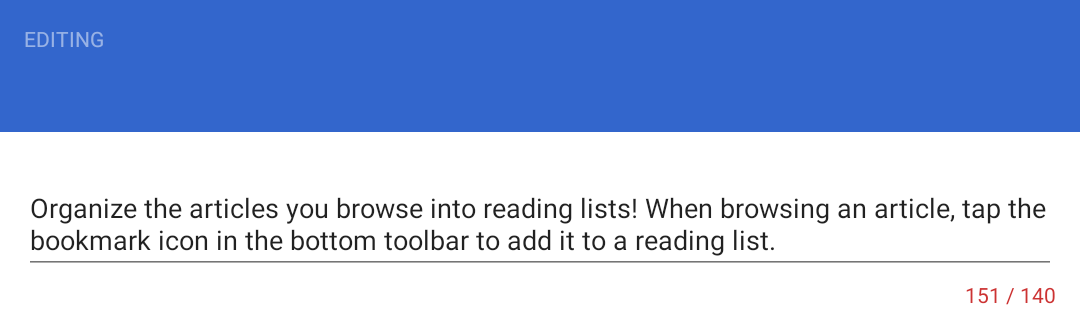 EDITING
Organize the articles you browse into reading lists! When browsing an article, tap the
bookmark icon in the bottom toolbar to add it to a reading list.
151 / 140